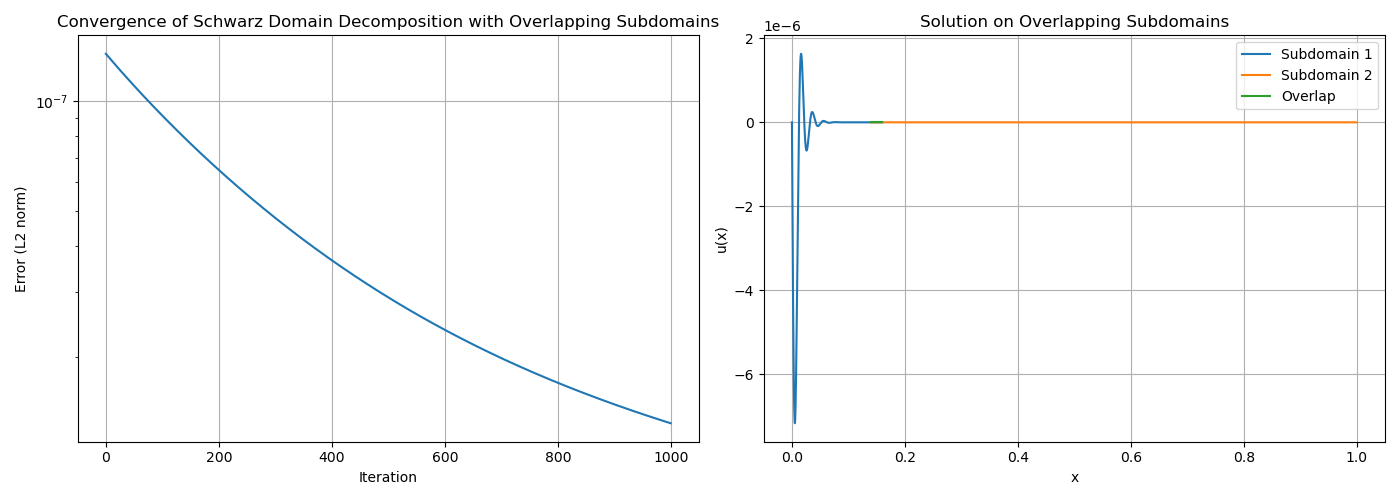 Convergence of Schwarz Domain Decomposition with Overlapping Subdomains
10⁻⁷
Error (L2 norm)
0 200 400 600 800 1000
Iteration
Solution on Overlapping Subdomains
1e−6
2
0
−2
−4
−6
u(x)
Subdomain 1
Subdomain 2
Overlap
0.0 0.2 0.4 0.6 0.8 1.0
x